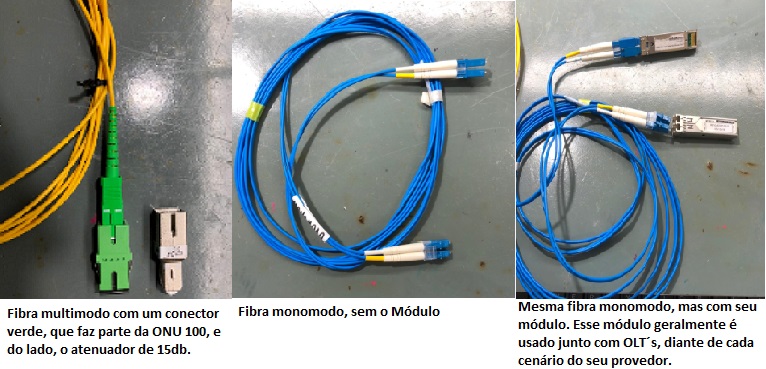 Fibra multimodo com um conector
verde, que faz parte da ONU 100, e
do lado, o atenuador de 15db.
Fibra monomodo, sem o Módulo
Mesma fibra monomodo, mas com seu
módulo. Esse módulo geralmente é
usado junto com OLT´s, diante de cada
cenário do seu provedor.